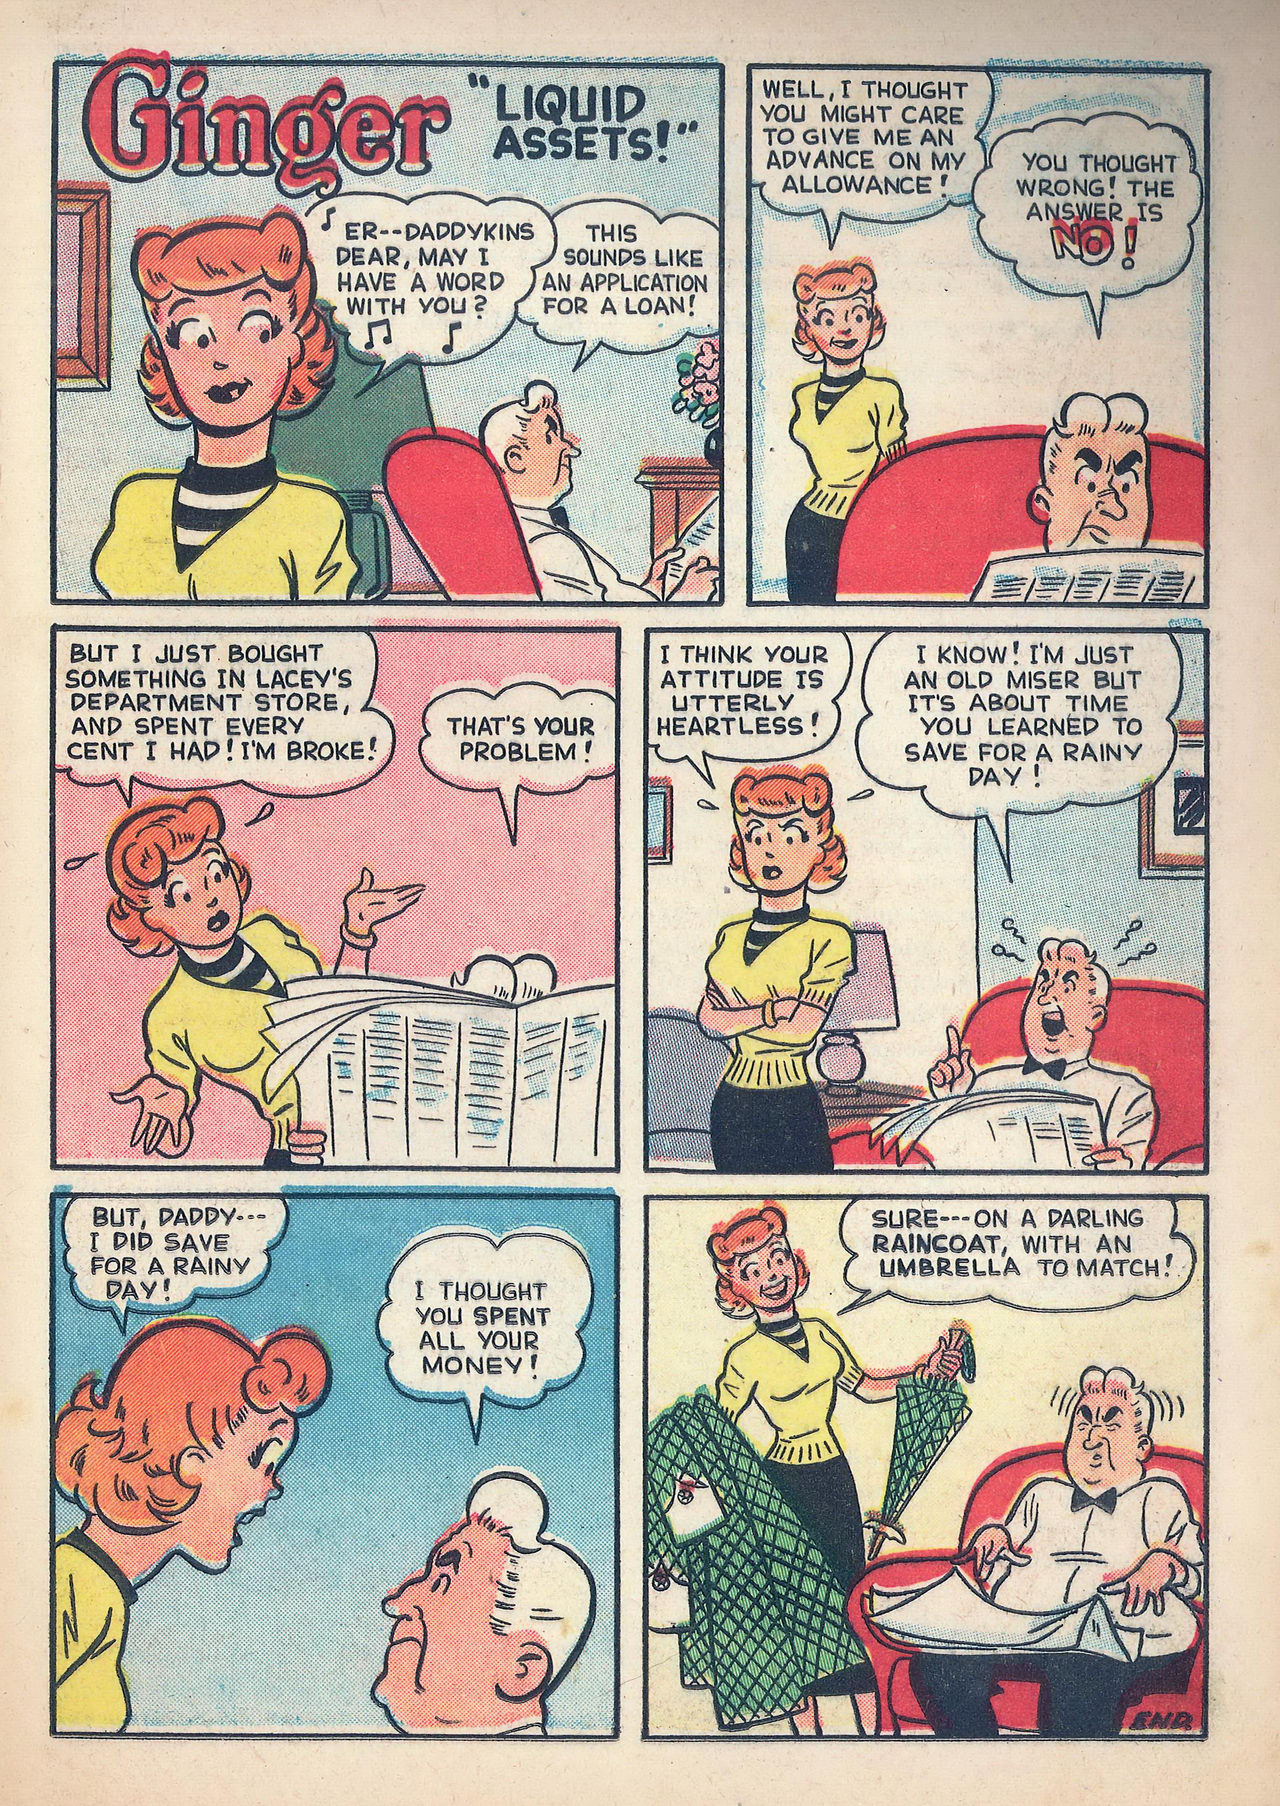 Ginger
"LIQUID
ASSETS!"
ER--DADDYKINS
DEAR, MAY I
HAVE A WORD
WITH YOU?
THIS
SOUNDS LIKE
AN APPLICATION
FOR A LOAN!
WELL, I THOUGHT
YOU MIGHT CARE
TO GIVE ME AN
ADVANCE ON MY
ALLOWANCE!
YOU THOUGHT
WRONG! THE
ANSWER IS
NO!
BUT I JUST BOUGHT
SOMETHING IN LACEY'S
DEPARTMENT STORE,
AND SPENT EVERY
CENT I HAD! I'M BROKE!
THAT'S YOUR
PROBLEM!
I THINK YOUR
ATTITUDE IS
UTTERLY
HEARTLESS!
I KNOW! I'M JUST
AN OLD MISER BUT
IT'S ABOUT TIME
YOU LEARNED TO
SAVE FOR A RAINY
DAY!
BUT, DADDY---
I DID SAVE
FOR A RAINY
DAY!
I THOUGHT
YOU SPENT
ALL YOUR
MONEY!
SURE---ON A DARLING
RAINCOAT, WITH AN
UMBRELLA TO MATCH!
END.